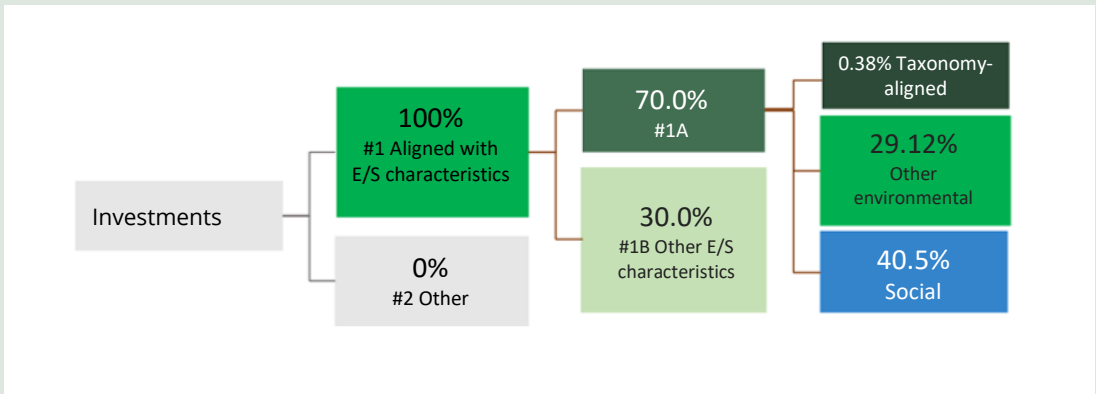 Investments
100%
#1 Aligned with
E/S characteristics
0%
#2 Other
70.0%
#1A
30.0%
#1B Other E/S
characteristics
0.38% Taxonomy-
aligned
29.12%
Other
environmental
40.5%
Social